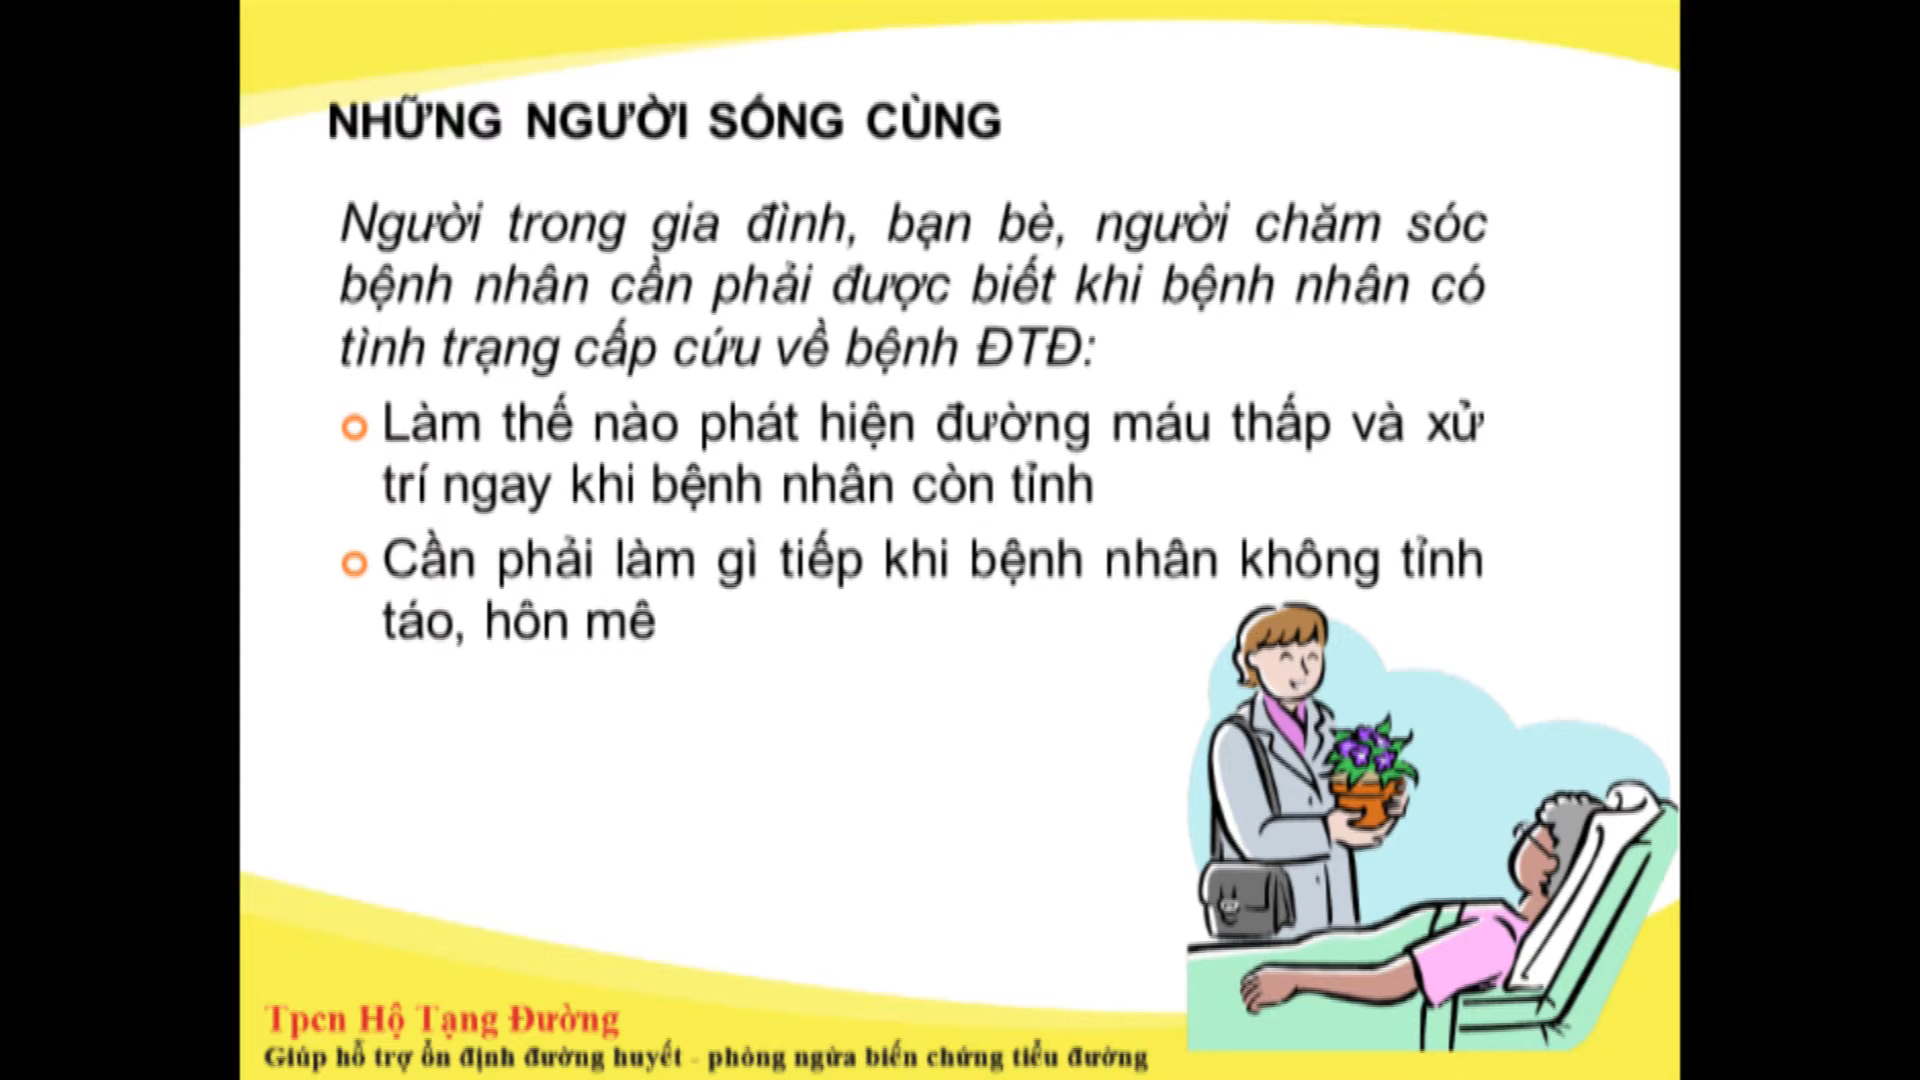 NHỮNG NGƯỜI SÓNG CÙNG
Người trong gia đình, bạn bè, người chăm sóc
bệnh nhân cần phải được biết khi bệnh nhân có
tình trạng cấp cứu về bệnh ĐTĐ:
Làm thế nào phát hiện đường máu thấp và xử
trí ngay khi bệnh nhân còn tỉnh
Cần phải làm gì tiếp khi bệnh nhân không tỉnh
táo, hôn mê
Tpcn Hộ Tạng Đường
Giúp hỗ trợ ổn định đường huyết - phòng ngừa biến chứng tiểu đường